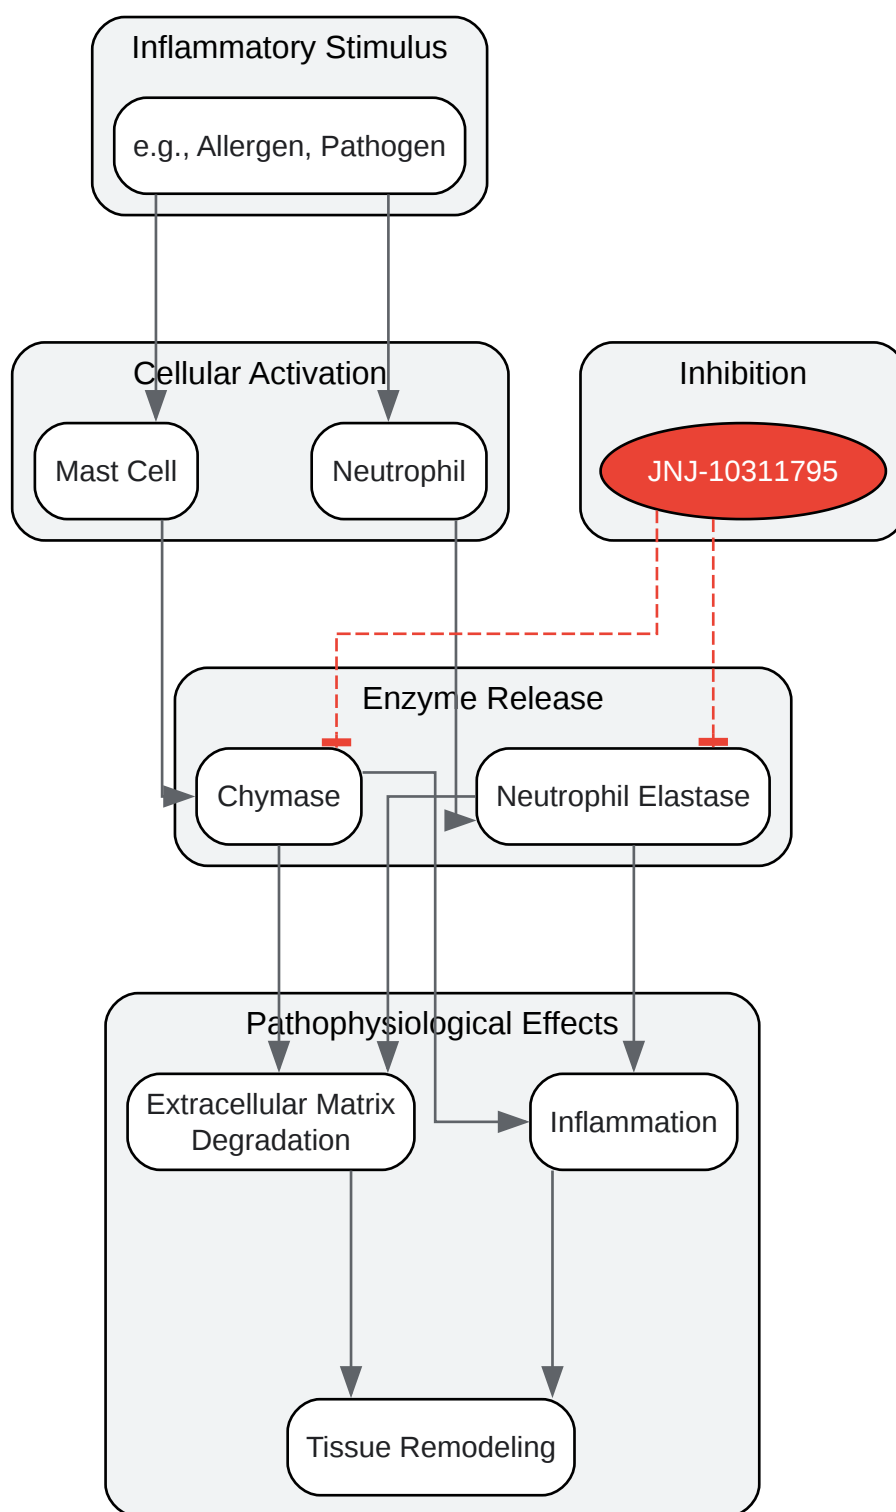 Inflammatory Stimulus
e.g., Allergen, Pathogen
Cellular Activation
Inhibition
Mast Cell
Neutrophil
JNJ-10311795
Enzyme Release
Chymase
Neutrophil Elastase
Pathophysiological Effects
Extracellular Matrix
Degradation
Inflammation
Tissue Remodeling